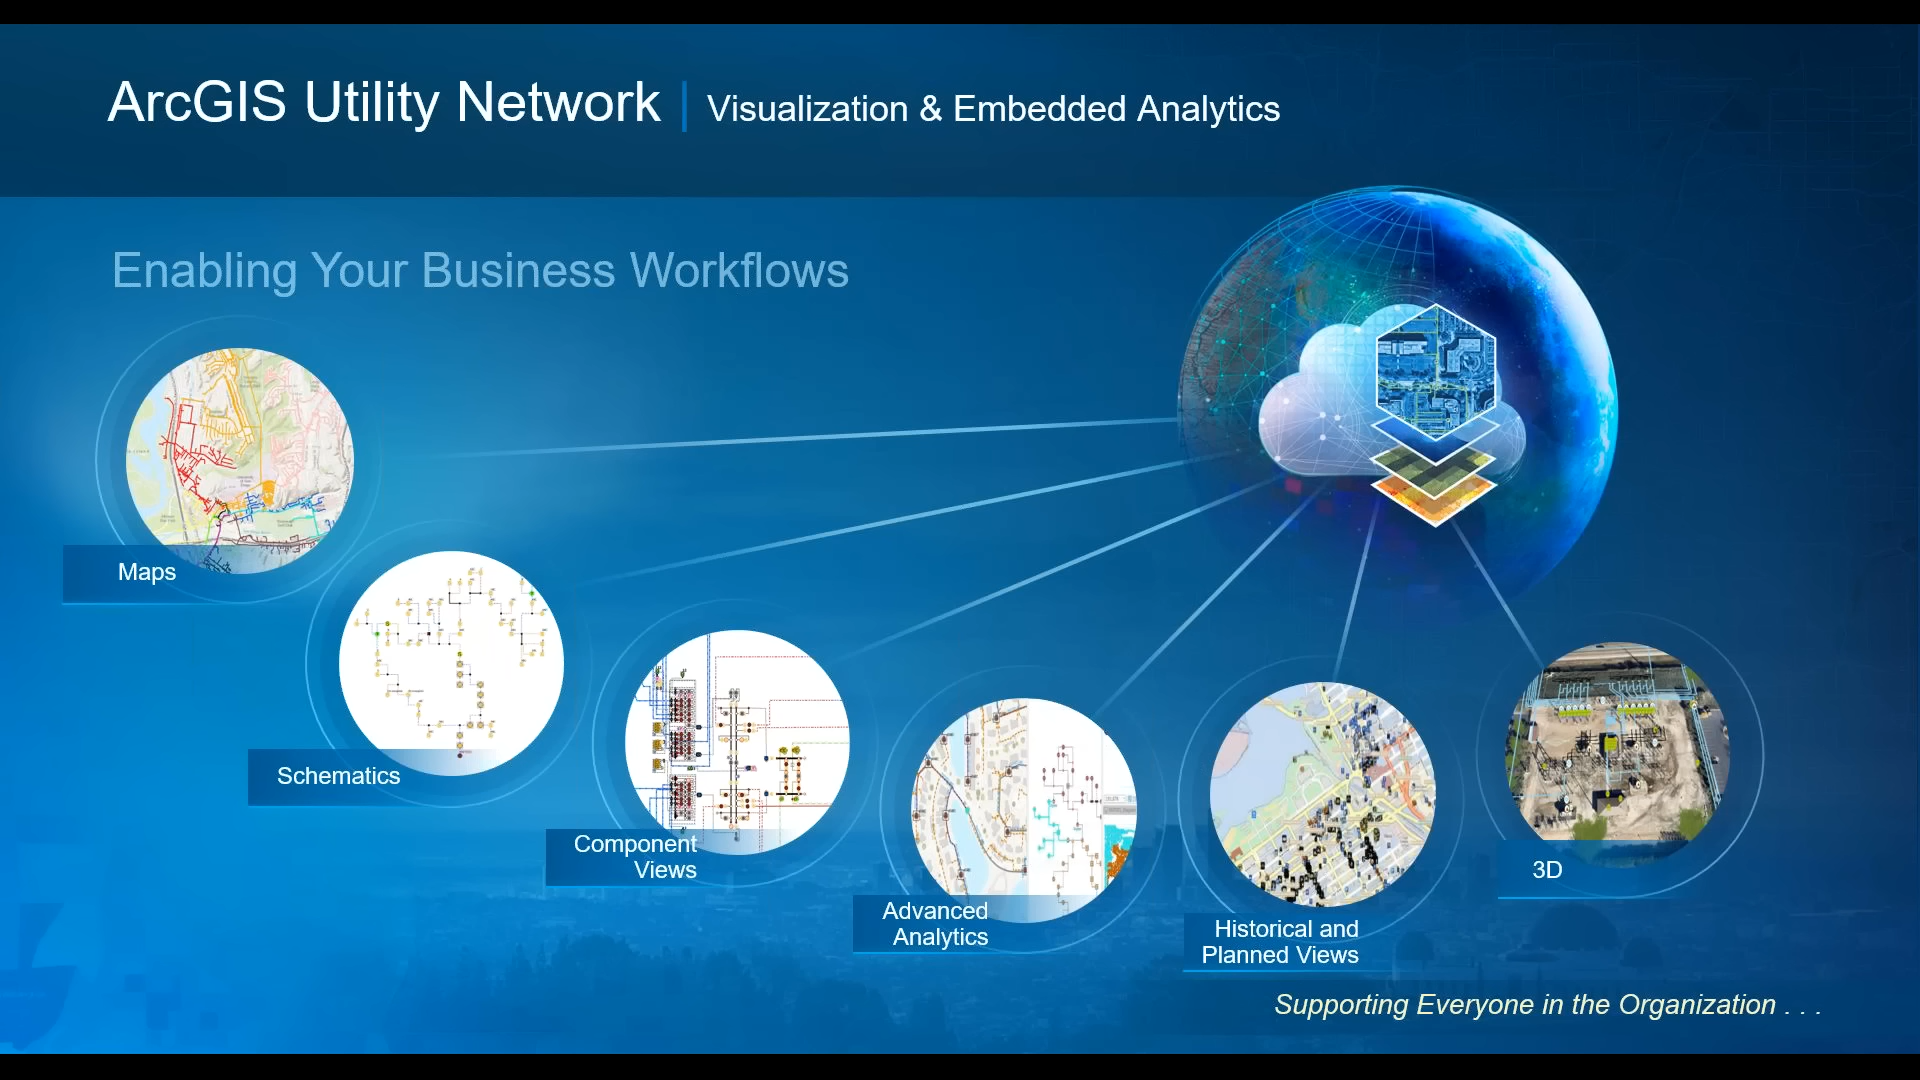 ArcGIS Utility Network | Visualization & Embedded Analytics
Enabling Your Business Workflows
Maps
Schematics
Component
Views
Advanced
Analytics
Historical and
Planned Views
3D
Supporting Everyone in the Organization . . .